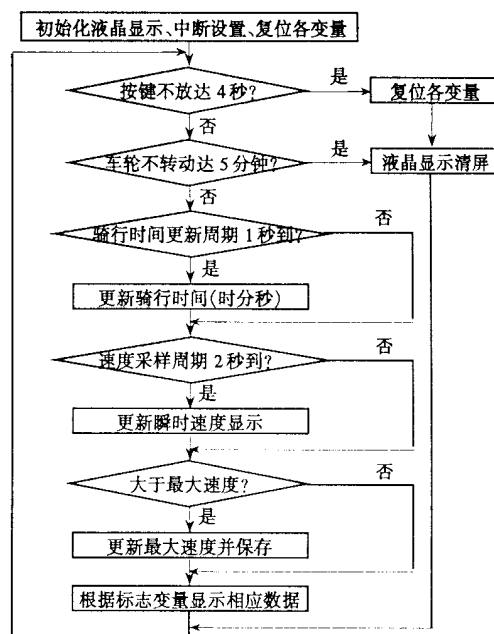 初始化液晶显示、中断设置、复位各变量
按键不放达4秒?
是
复位各变量
否
车轮不转动达5分钟?
是
液晶显示清屏
否
骑行时间更新周期1秒到?
否
是
更新骑行时间(时分秒)
速度采样周期2秒到?
否
是
更新瞬时速度显示
大于最大速度?
否
是
更新最大速度并保存
根据标志变量显示相应数据